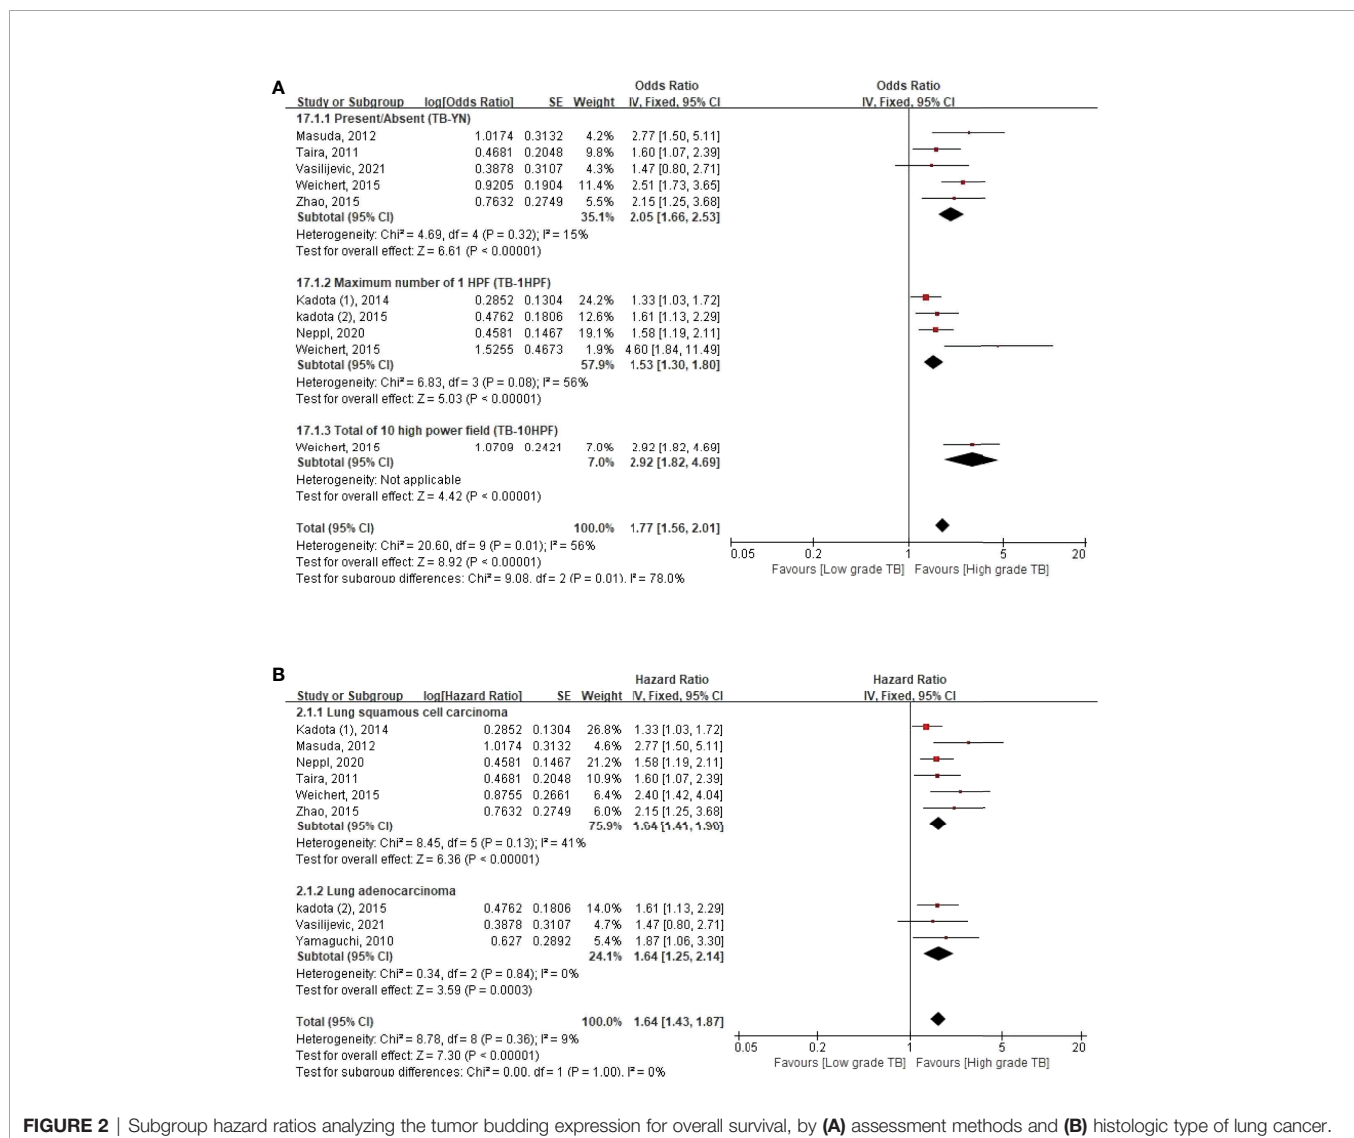 A
Odds Ratio Odds Ratio
Study or Subgroup log[Odds Ratio] SE Weight IV, Fixed, 95% CI IV, Fixed, 95% CI
17.1.1 Present/Absent (TB-YN)
Masuda, 2012 1.0174 0.3132 4.2% 2.77 [1.50, 5.11]
Taira, 2011 0.4681 0.2048 9.8% 1.60 [1.07, 2.39]
Vasilijevic, 2021 0.3878 0.3107 4.3% 1.47 [0.80, 2.71]
Weichert, 2015 0.9205 0.1904 11.4% 2.51 [1.73, 3.65]
Zhao, 2015 0.7632 0.2749 5.5% 2.15 [1.25, 3.68]
Subtotal (95% CI) 35.1% 2.05 [1.66, 2.53]
Heterogeneity: Chi² = 4.69, df = 4 (P = 0.32); I² = 15%
Test for overall effect: Z = 6.61 (P < 0.00001)
17.1.2 Maximum number of 1 HPF (TB-1HPF)
Kadota (1), 2014 0.2852 0.1304 24.2% 1.33 [1.03, 1.72]
kadota (2), 2015 0.4762 0.1806 12.6% 1.61 [1.13, 2.29]
Neppl, 2020 0.4581 0.1467 19.1% 1.58 [1.19, 2.11]
Weichert, 2015 1.5255 0.4673 1.9% 4.60 [1.84, 11.49]
Subtotal (95% CI) 57.9% 1.53 [1.30, 1.80]
Heterogeneity: Chi² = 6.83, df = 3 (P = 0.08); I² = 56%
Test for overall effect: Z = 5.03 (P < 0.00001)
17.1.3 Total of 10 high power field (TB-10HPF)
Weichert, 2015 1.0709 0.2421 7.0% 2.92 [1.82, 4.69]
Subtotal (95% CI) 7.0% 2.92 [1.82, 4.69]
Heterogeneity: Not applicable
Test for overall effect: Z = 4.42 (P < 0.00001)
Total (95% CI) 100.0% 1.77 [1.56, 2.01]
Heterogeneity: Chi² = 20.60, df = 9 (P = 0.01); I² = 56%
Test for overall effect: Z = 8.92 (P < 0.00001)
Test for subgroup differences: Chi² = 9.08, df = 2 (P = 0.01), I² = 78.0%
0.05 0.2 1 5 20
Favours [Low grade TB] Favours [High grade TB]
B
Hazard Ratio Hazard Ratio
Study or Subgroup log[Hazard Ratio] SE Weight IV, Fixed, 95% CI IV, Fixed, 95% CI
2.1.1 Lung squamous cell carcinoma
Kadota (1), 2014 0.2852 0.1304 26.8% 1.33 [1.03, 1.72]
Masuda, 2012 1.0174 0.3132 4.6% 2.77 [1.50, 5.11]
Neppl, 2020 0.4581 0.1467 21.2% 1.58 [1.19, 2.11]
Taira, 2011 0.4681 0.2048 10.9% 1.60 [1.07, 2.39]
Weichert, 2015 0.8755 0.2661 6.4% 2.40 [1.42, 4.04]
Zhao, 2015 0.7632 0.2749 6.0% 2.15 [1.25, 3.68]
Subtotal (95% CI) 75.9% 1.64 [1.41, 1.90]
Heterogeneity: Chi² = 8.45, df = 5 (P = 0.13); I² = 41%
Test for overall effect: Z = 6.36 (P < 0.00001)
2.1.2 Lung adenocarcinoma
kadota (2), 2015 0.4762 0.1806 14.0% 1.61 [1.13, 2.29]
Vasilijevic, 2021 0.3878 0.3107 4.7% 1.47 [0.80, 2.71]
Yamaguchi, 2010 0.627 0.2892 5.4% 1.87 [1.06, 3.30]
Subtotal (95% CI) 24.1% 1.64 [1.25, 2.14]
Heterogeneity: Chi² = 0.34, df = 2 (P = 0.84); I² = 0%
Test for overall effect: Z = 3.59 (P = 0.0003)
Total (95% CI) 100.0% 1.64 [1.43, 1.87]
Heterogeneity: Chi² = 8.78, df = 8 (P = 0.36); I² = 9%
Test for overall effect: Z = 7.30 (P < 0.00001)
Test for subgroup differences: Chi² = 0.00, df = 1 (P = 1.00), I² = 0%
0.05 0.2 1 5 20
Favours [Low grade TB] Favours [High grade TB]
FIGURE 2 | Subgroup hazard ratios analyzing the tumor budding expression for overall survival, by (A) assessment methods and (B) histologic type of lung cancer.